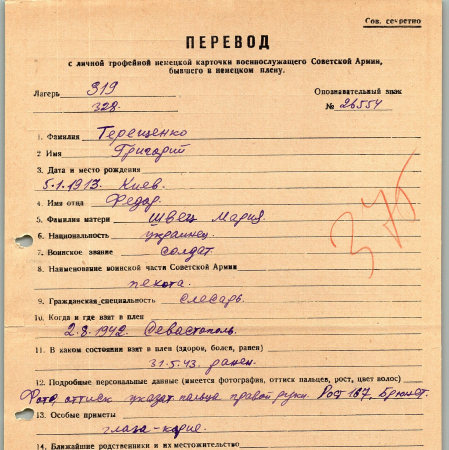 Сов. секретно
ПЕРЕВОД
с личной трофейной немецкой карточки военнослужащего Советской Армии,
бывшего в немецком плену.
Лагерь 319
328
Опознавательный знак
№ 26554
1. Фамилия Терещенко
2 Имя Григорий
3. Дата и место рождения
5.1.1913. Киев.
4. Имя отца Федор.
5. Фамилия матери Швец Мария.
6. Национальность украинец.
7. Воинское звание солдат.
8. Наименование воинской части Советской Армии
пехота.
9. Гражданская специальность слесарь.
10. Когда и где взят в плен
2.8.1942. Севастополь.
11. В каком состоянии взят в плен (здоров, болен, ранен)
31.5.43. ранен.
12. Подробные персональные данные (имеется фотография, оттиск пальцев, рост, цвет волос)
Фото, оттиск указат. пальца правой руки. Рост 167, Брюнет.
13. Особые приметы
глаза-карие.
14. Ближайшие родственники и их местожительство